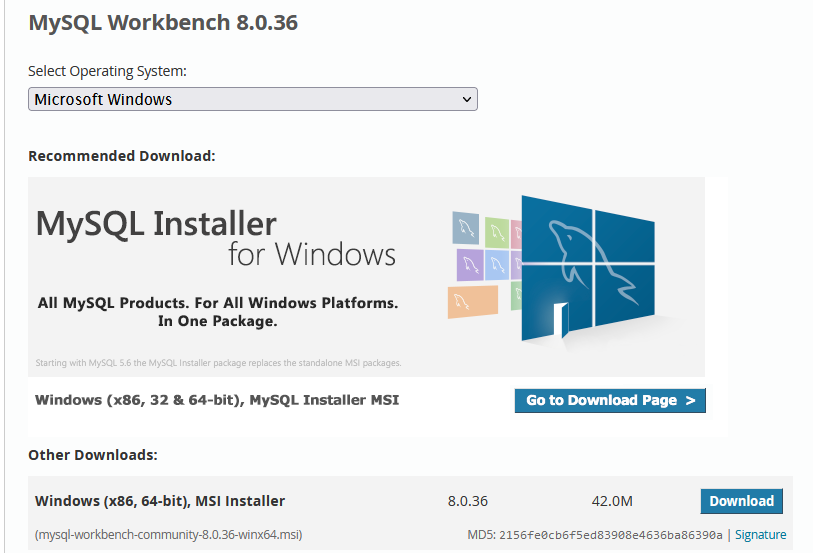 MySQL Workbench 8.0.36
Select Operating System:
Microsoft Windows
Recommended Download:
MySQL Installer
for Windows
All MySQL Products. For All Windows Platforms.
In One Package.
Starting with MySQL 5.6 the MySQL Installer package replaces the standalone MSI packages.
Windows (x86, 32 & 64-bit), MySQL Installer MSI
Go to Download Page >
Other Downloads:
Windows (x86, 64-bit), MSI Installer 8.0.36 42.0M Download
(mysql-workbench-community-8.0.36-winx64.msi) MD5: 2156fe0cb6f5ed83908e4636ba86390a | Signature